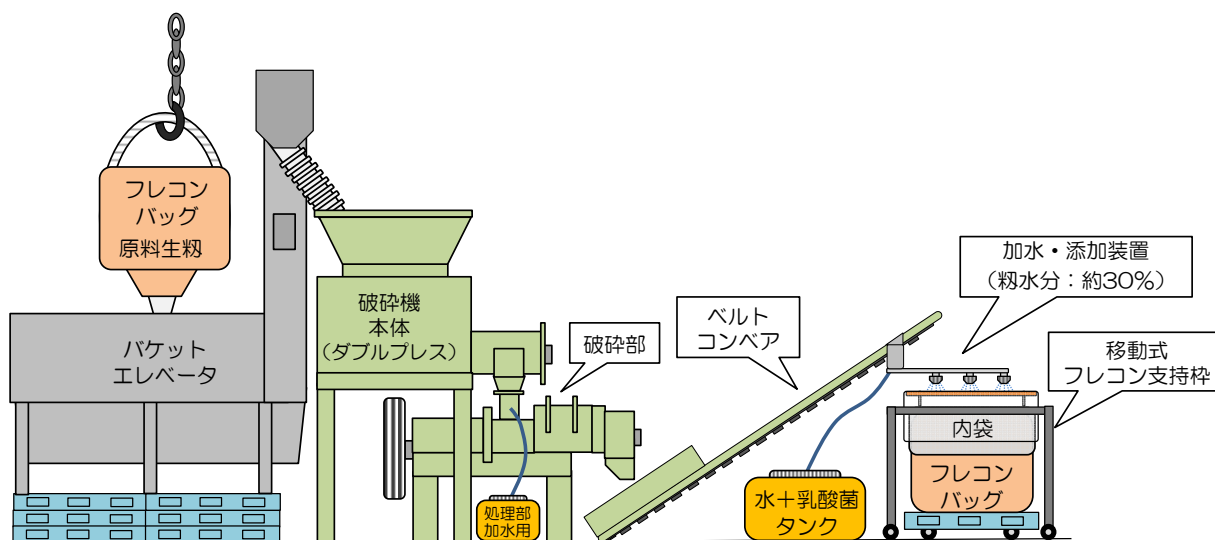 フレコン
バッグ
原料生籾
バケット
エレベータ
破砕機
本体
(ダブルプレス)
破砕部
処理部
加水用
ベルト
コンベア
水＋乳酸菌
タンク
加水・添加装置
(籾水分：約30%)
移動式
フレコン支持枠
内袋
フレコン
バッグ